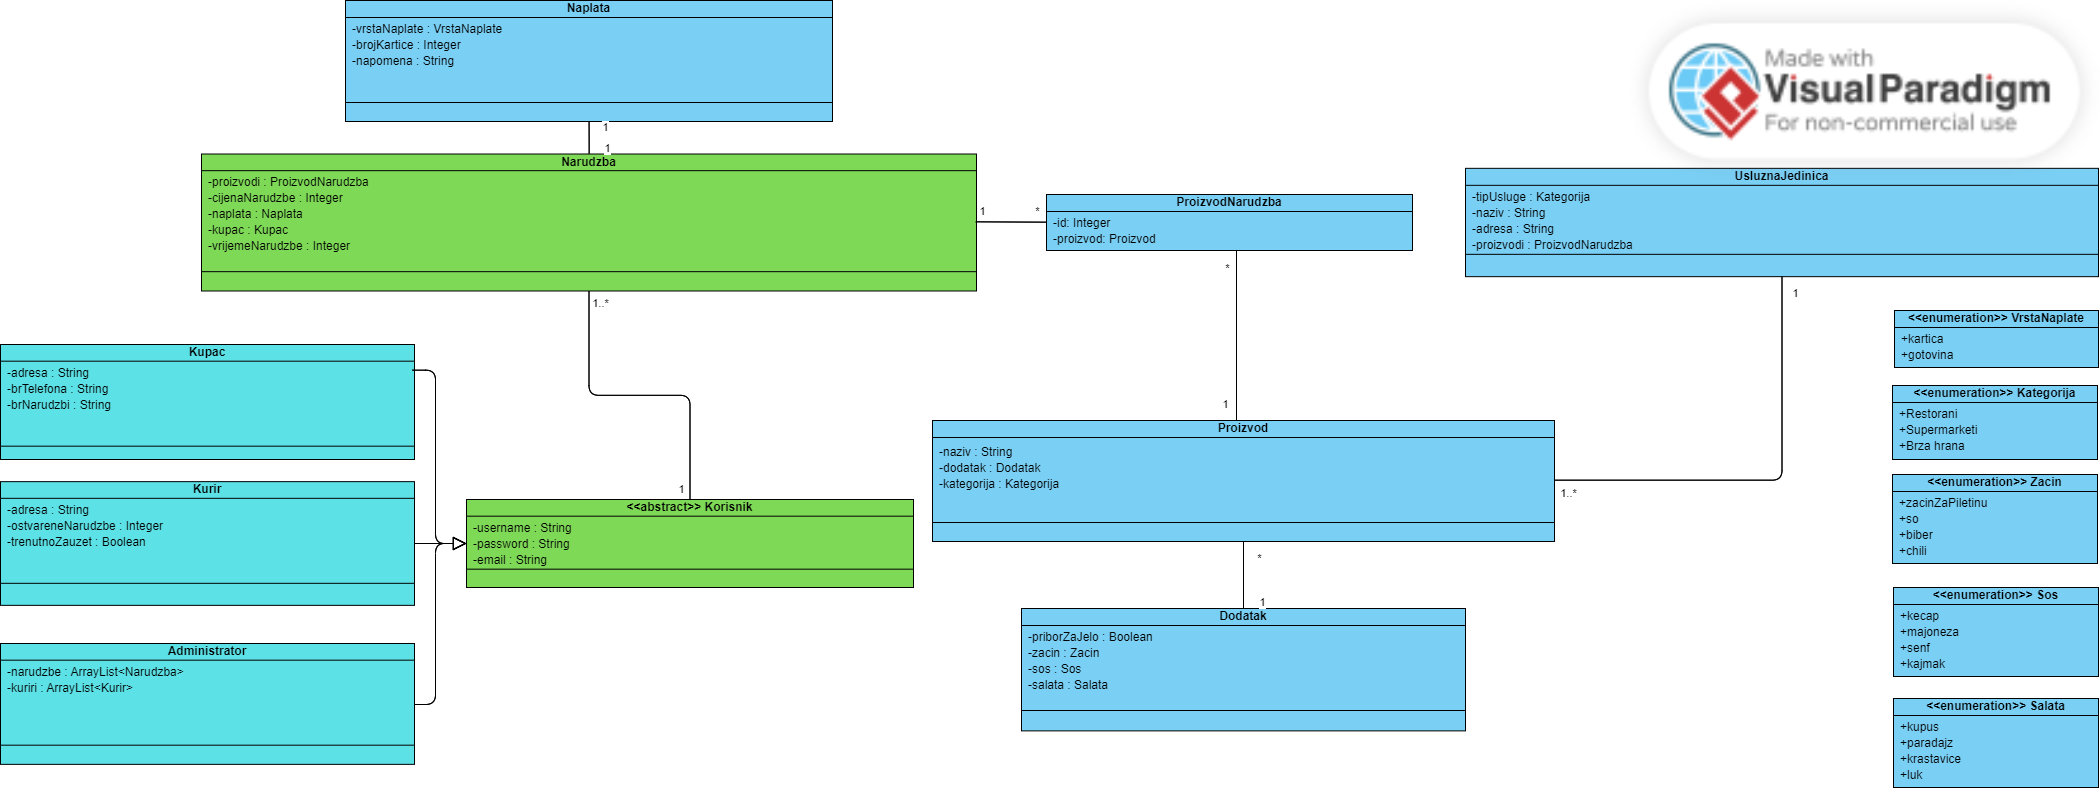 Naplata
-vrstaNaplate : VrstaNaplate
-brojKartice : Integer
-napomena : String
1
1
Narudzba
-proizvodi : ProizvodNarudzba
-cijenaNarudzbe : Integer
-naplata : Naplata
-kupac : Kupac
-vrijemeNarudzbe : Integer
1
*
1..*
ProizvodNarudzba
-id: Integer
-proizvod: Proizvod
*
1
Made with
Visual Paradigm
For non-commercial use
UsluznaJedinica
-tipUsluge : Kategorija
-naziv : String
-adresa : String
-proizvodi : ProizvodNarudzba
1
1..*
Kupac
-adresa : String
-brTelefona : String
-brNarudzbi : String
Kurir
-adresa : String
-ostvareneNarudzbe : Integer
-trenutnoZauzet : Boolean
Administrator
-narudzbe : ArrayList<Narudzba>
-kuriri : ArrayList<Kurir>
1
<<abstract>> Korisnik
-username : String
-password : String
-email : String
Proizvod
-naziv : String
-dodatak : Dodatak
-kategorija : Kategorija
*
1
Dodatak
-priborZaJelo : Boolean
-zacin : Zacin
-sos : Sos
-salata : Salata
<<enumeration>> VrstaNaplate
+kartica
+gotovina
<<enumeration>> Kategorija
+Restorani
+Supermarketi
+Brza hrana
<<enumeration>> Zacin
+zacinZaPiletinu
+so
+biber
+chili
<<enumeration>> Sos
+kecap
+majoneza
+senf
+kajmak
<<enumeration>> Salata
+kupus
+paradajz
+krastavice
+luk